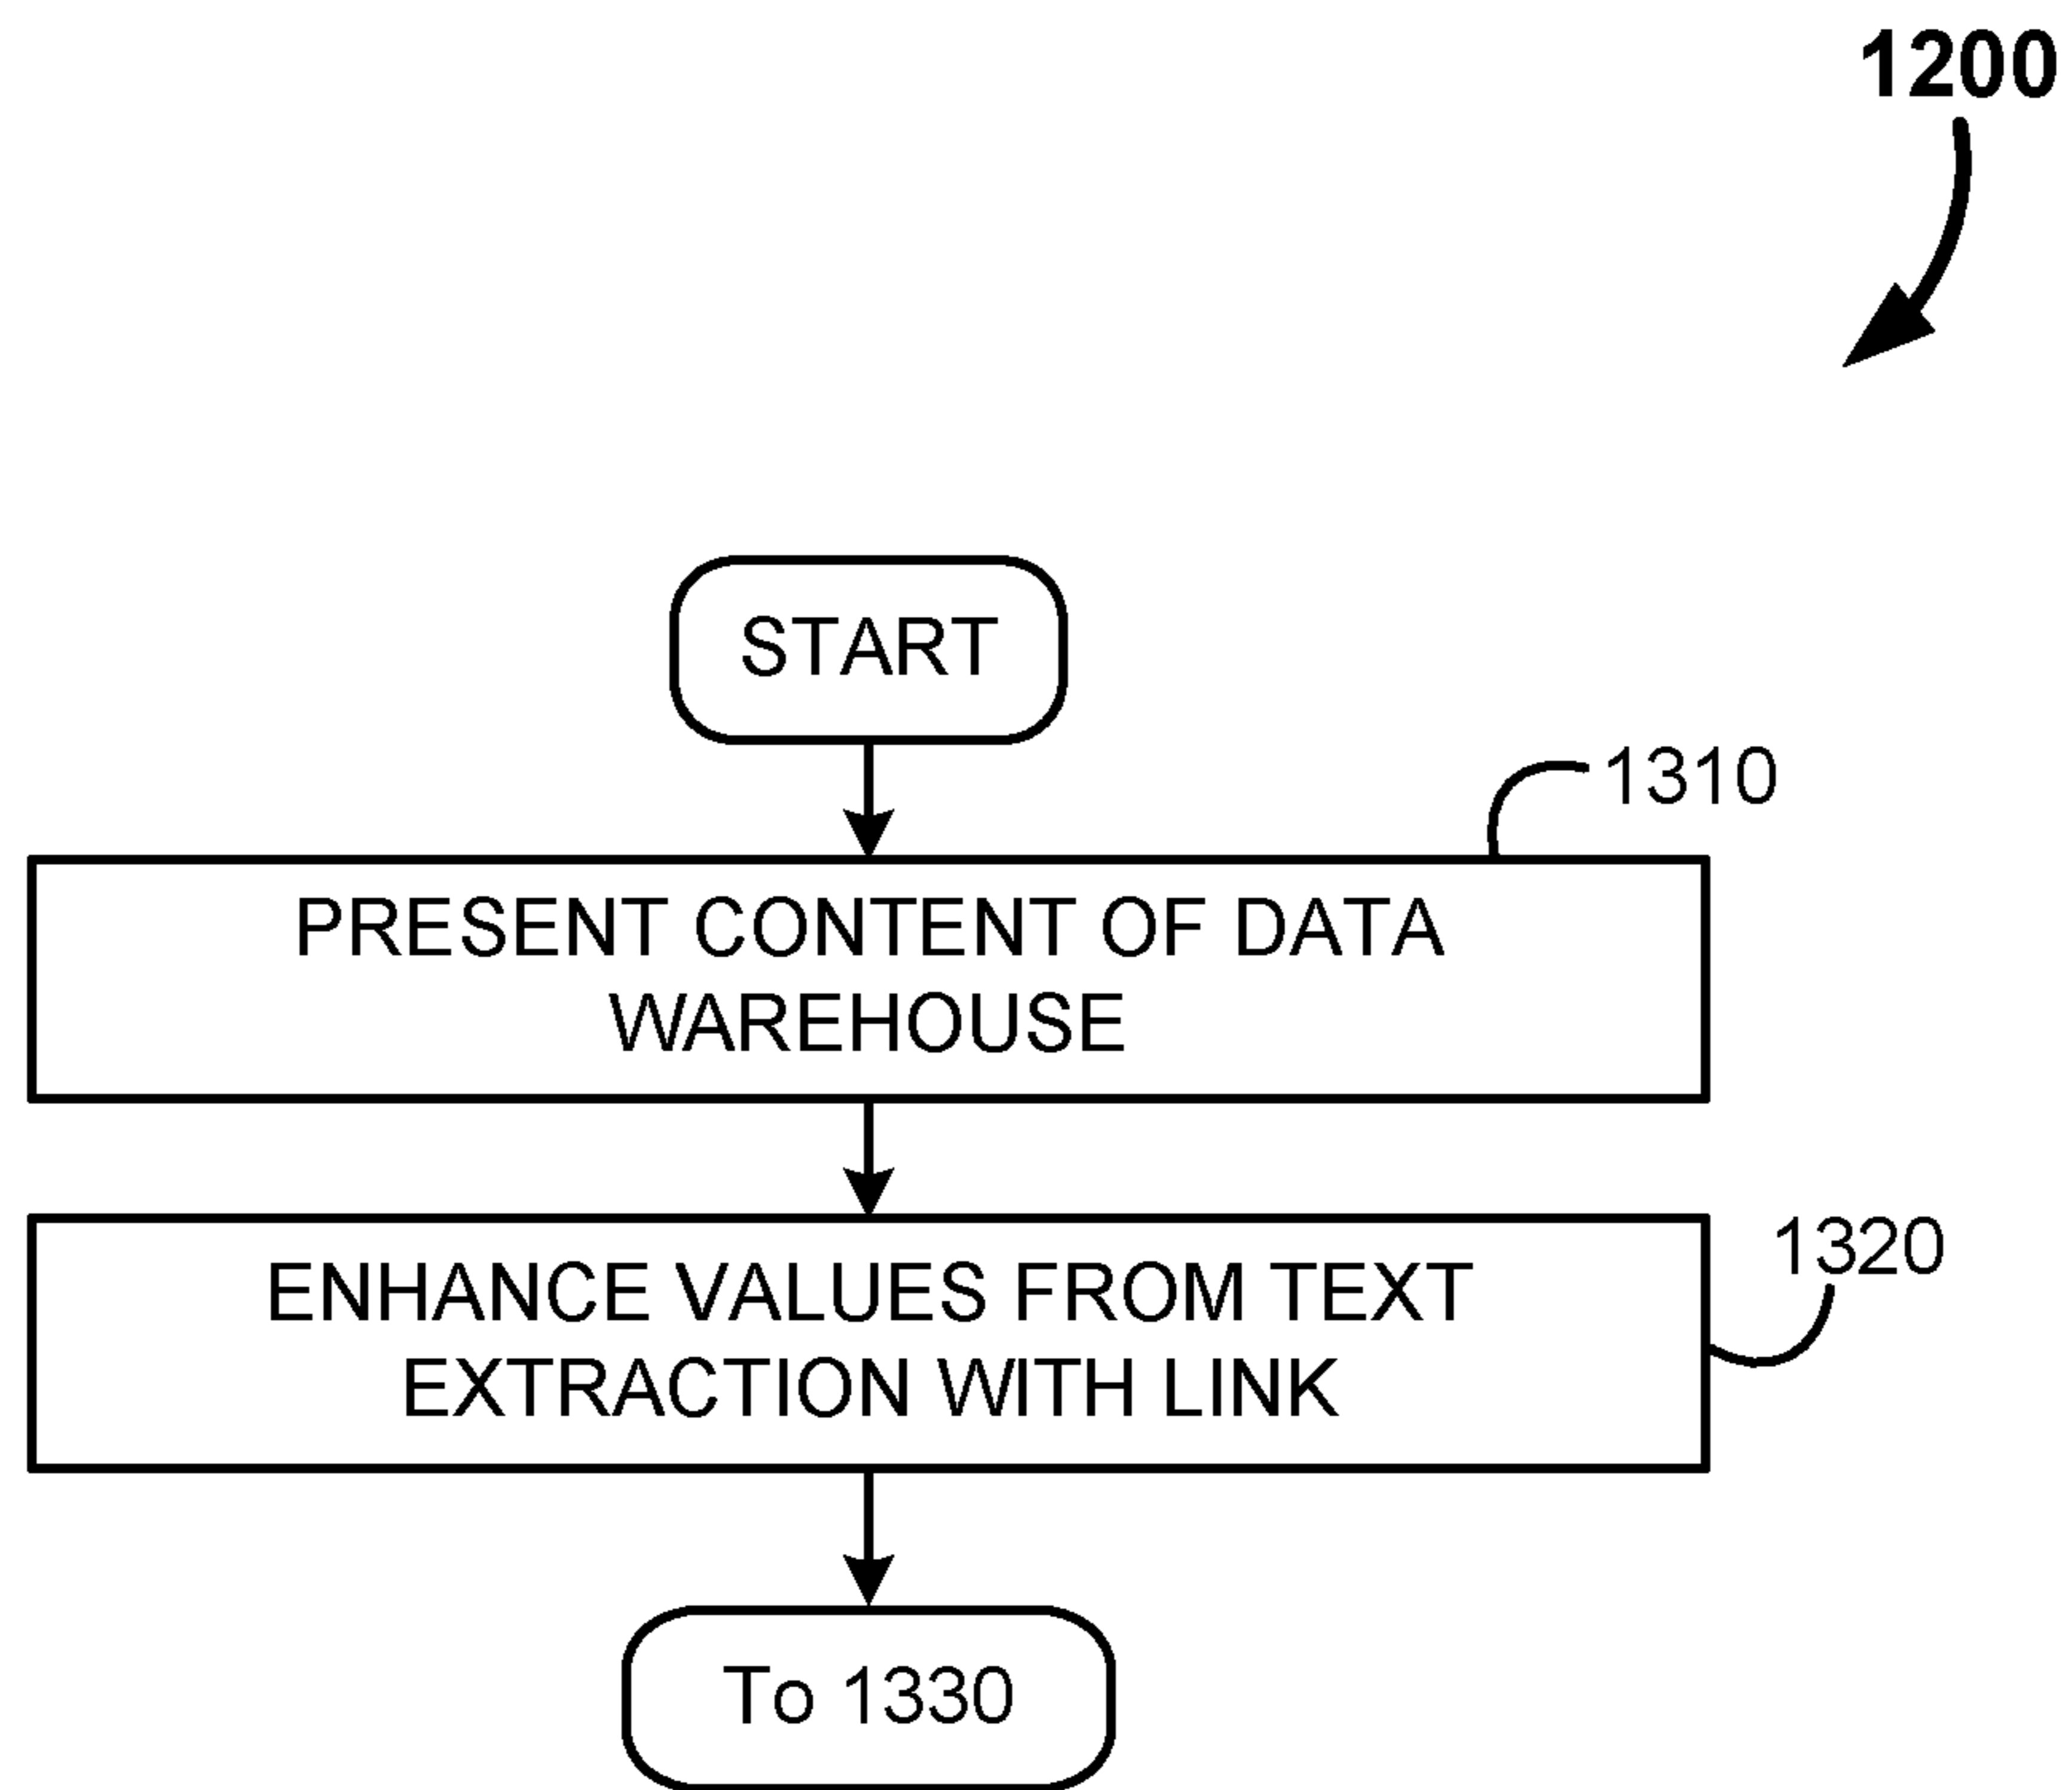 1200
START
1310
PRESENT CONTENT OF DATA
WAREHOUSE
1320
ENHANCE VALUES FROM TEXT
EXTRACTION WITH LINK
To 1330